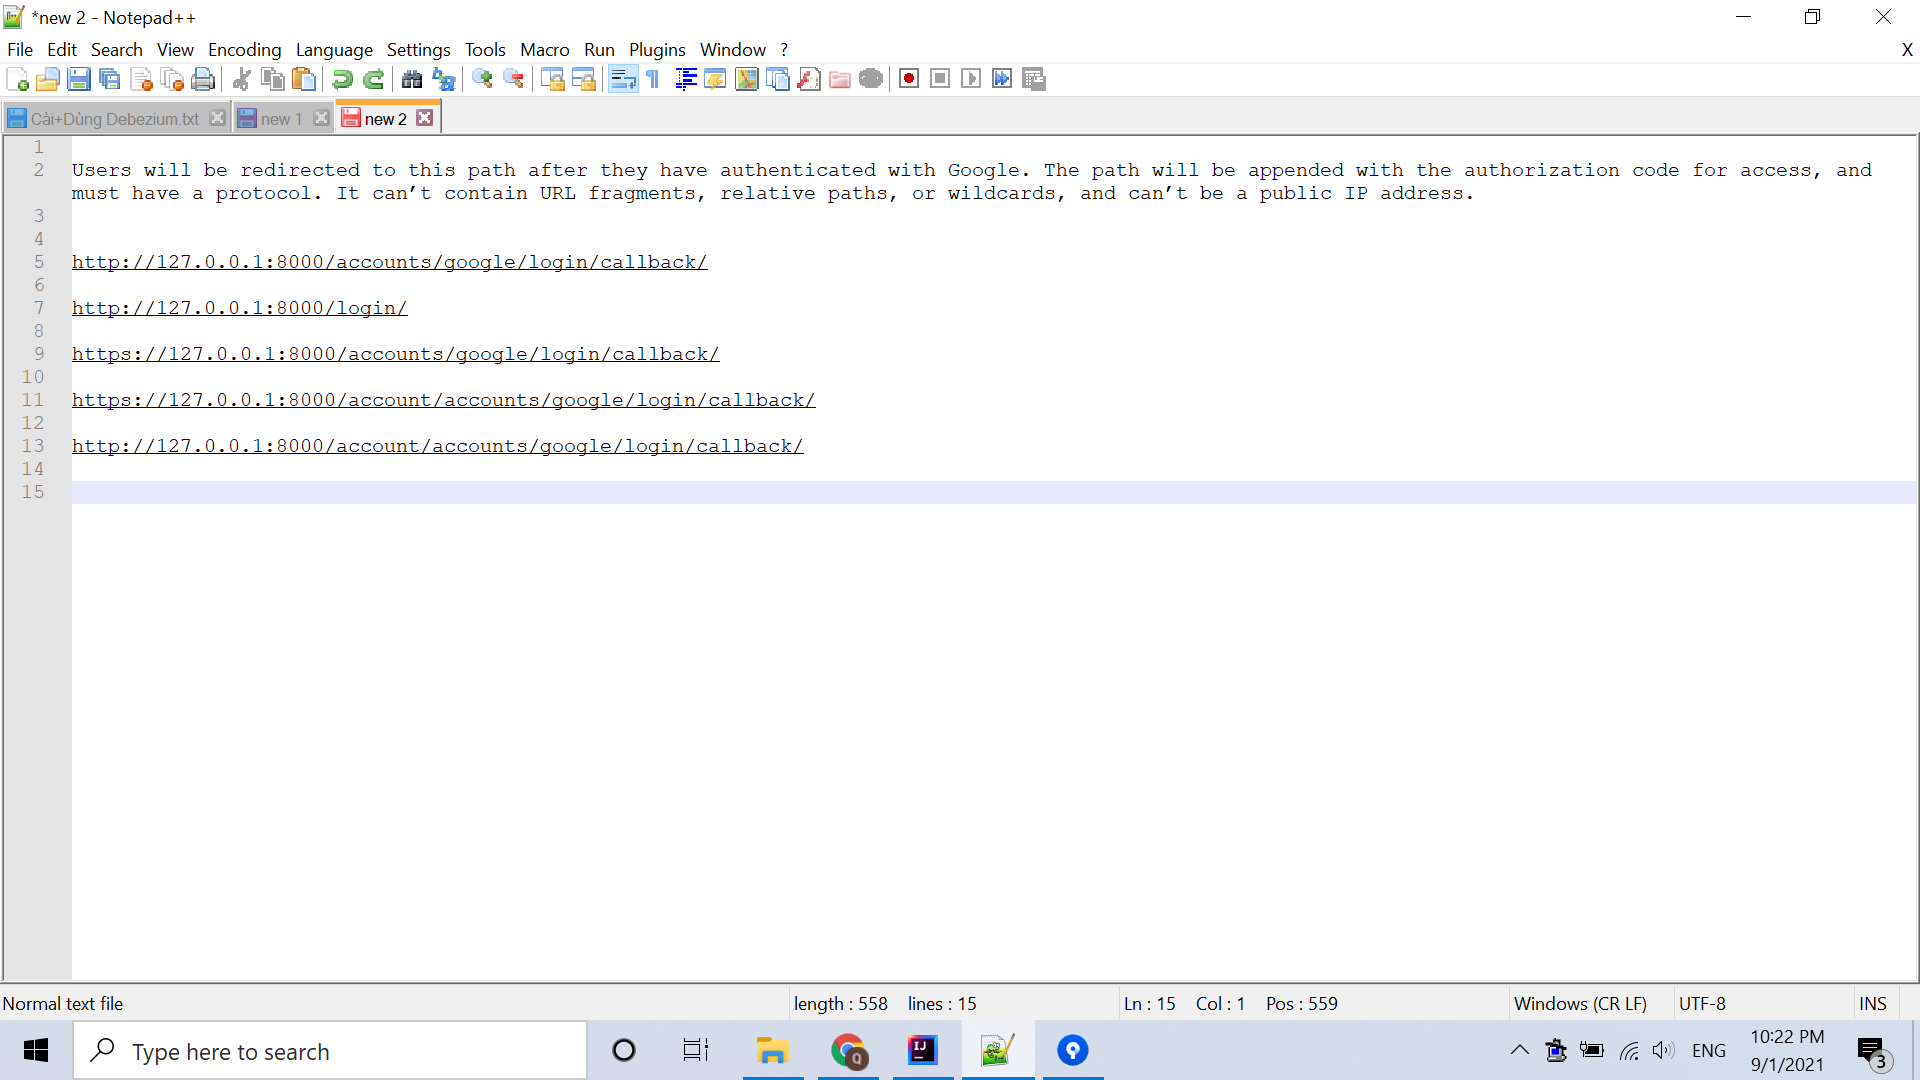 *new 2 - Notepad++
File Edit Search View Encoding Language Settings Tools Macro Run Plugins Window ? X
Cài+Dùng Debezium.txt new 1 new 2
1
2 Users will be redirected to this path after they have authenticated with Google. The path will be appended with the authorization code for access, and
must have a protocol. It can’t contain URL fragments, relative paths, or wildcards, and can’t be a public IP address.
3
4
5 http://127.0.0.1:8000/accounts/google/login/callback/
6
7 http://127.0.0.1:8000/login/
8
9 https://127.0.0.1:8000/accounts/google/login/callback/
10
11 https://127.0.0.1:8000/account/accounts/google/login/callback/
12
13 http://127.0.0.1:8000/account/accounts/google/login/callback/
14
15
Normal text file length : 558 lines : 15 Ln : 15 Col : 1 Pos : 559 Windows (CR LF) UTF-8 INS
Type here to search Q IJ ENG 10:22 PM
9/1/2021 3